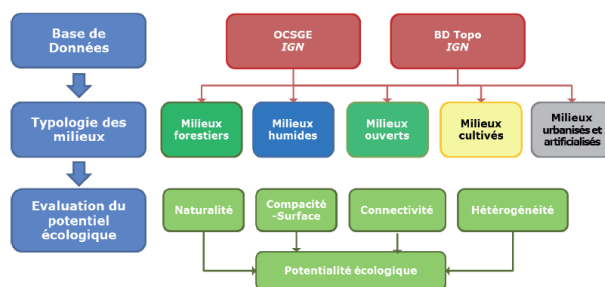 Base de
Données
OCSGE
IGN
BD Topo
IGN
Typologie des
milieux
Milieux
forestiers
Milieux
humides
Milieux
ouverts
Milieux
cultivés
Milieux
urbanisés et
artificialisés
Evaluation du
potentiel
écologique
Naturalité
Compacité
-Surface
Connectivité
Hétérogénéité
Potentialité écologique